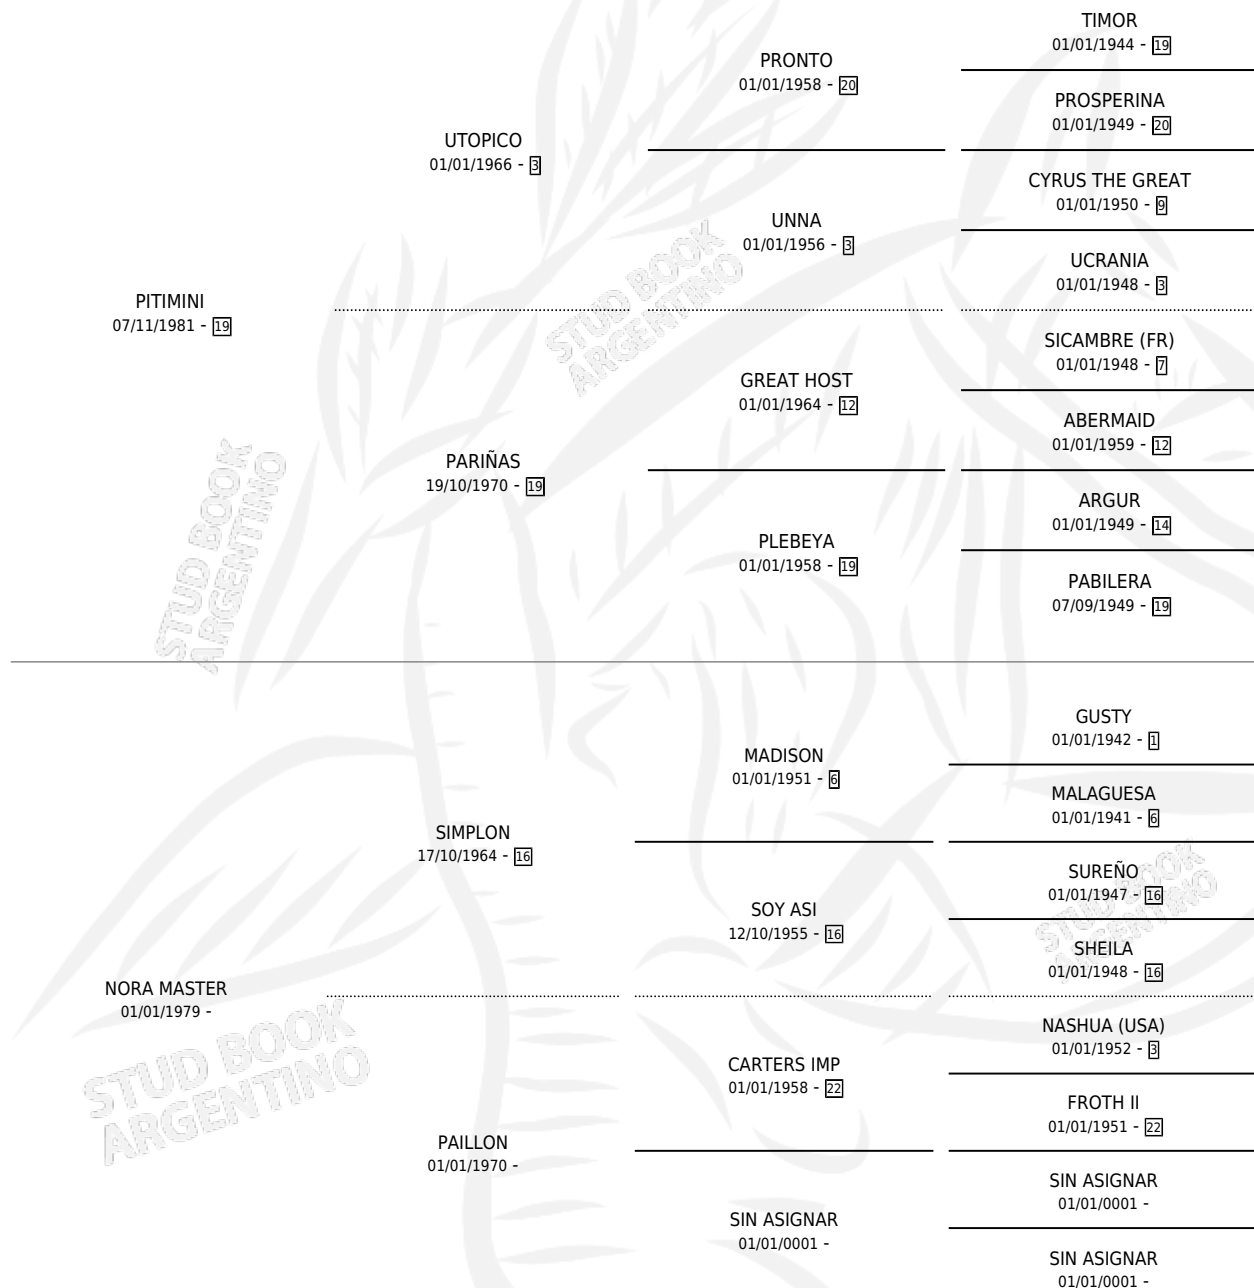 TIMOR
01/01/1944 - 19
PRONTO
01/01/1958 - 20
PROSPERINA
01/01/1949 - 20
UTOPICO
01/01/1966 - 3
CYRUS THE GREAT
01/01/1950 - 9
UNNA
01/01/1956 - 3
UCRANIA
01/01/1948 - 3
PITIMINI
07/11/1981 - 19
SICAMBRE (FR)
01/01/1948 - 7
GREAT HOST
01/01/1964 - 12
ABERMAID
01/01/1959 - 12
PARIÑAS
19/10/1970 - 19
ARGUR
01/01/1949 - 14
PLEBEYA
01/01/1958 - 19
PABILERA
07/09/1949 - 19
STUD BOOK
ARGENTINO
STUD BOOK
ARGENTINO
GUSTY
01/01/1942 - 1
MADISON
01/01/1951 - 6
MALAGUESA
01/01/1941 - 6
SIMPLON
17/10/1964 - 16
SUREÑO
01/01/1947 - 16
SOY ASI
12/10/1955 - 16
SHEILA
01/01/1948 - 16
STUD BOOK
ARGENTINO
NORA MASTER
01/01/1979 -
NASHUA (USA)
01/01/1952 - 3
CARTERS IMP
01/01/1958 - 22
FROTH II
01/01/1951 - 22
STUD BOOK
ARGENTINO
PAILLON
01/01/1970 -
SIN ASIGNAR
01/01/0001 -
SIN ASIGNAR
01/01/0001 -
SIN ASIGNAR
01/01/0001 -